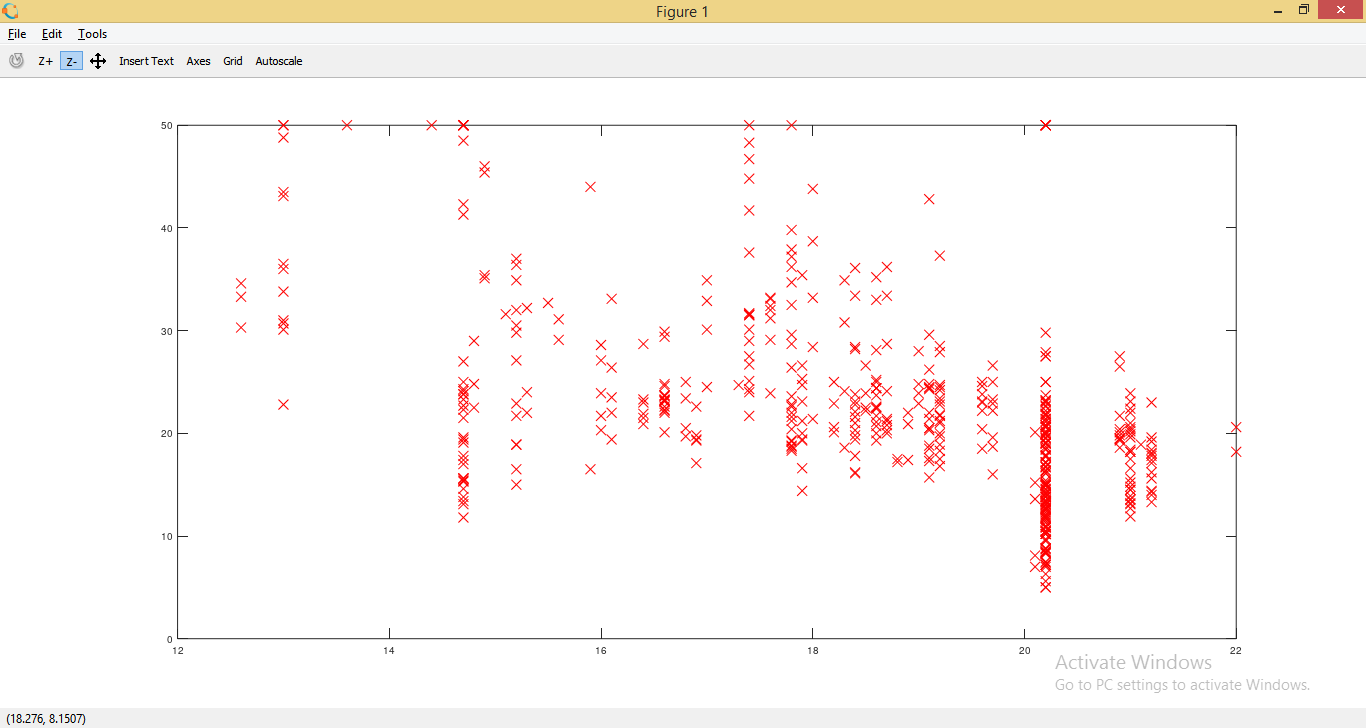 Figure 1
File Edit Tools
Z+ Z- Insert Text Axes Grid Autoscale
50
40
30
20
10
0
12 14 16 18 20 22
Activate Windows
Go to PC settings to activate Windows.
(18.276, 8.1507)